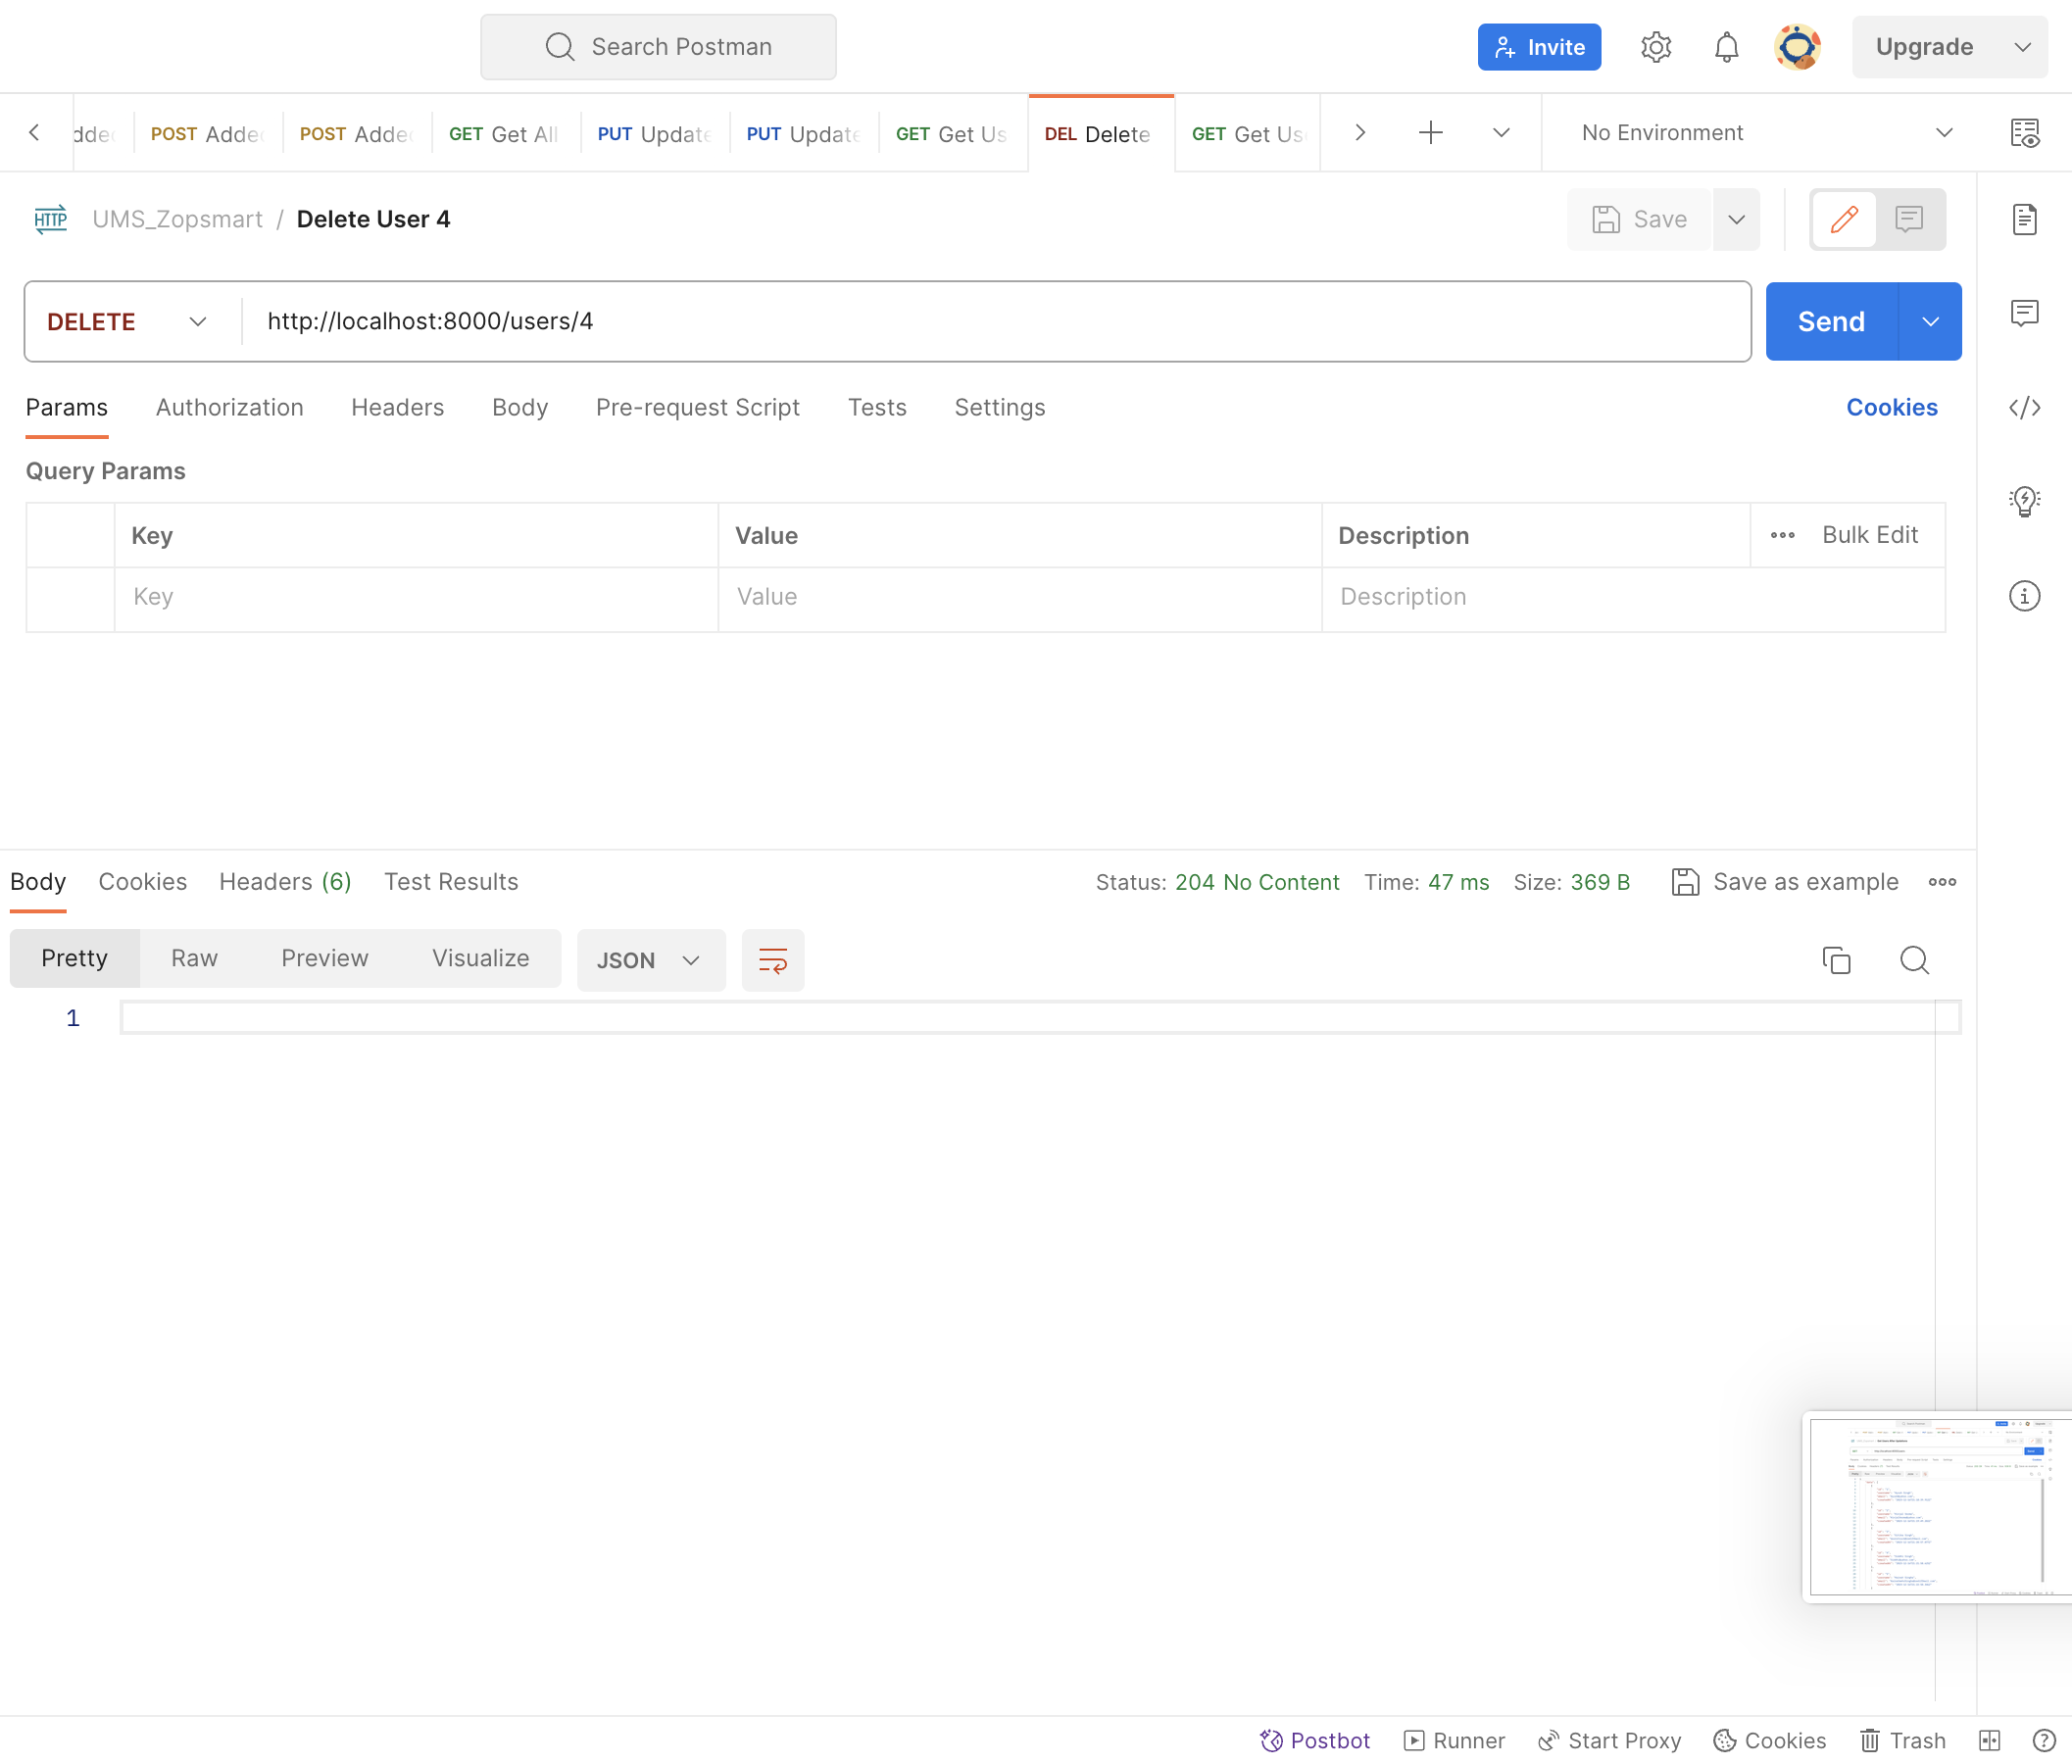 Search Postman
Invite
Upgrade
POST Added
POST Added
GET Get All
PUT Update
PUT Update
GET Get Us
DEL Delete
GET Get Us
No Environment
HTTP UMS_Zopsmart / Delete User 4
Save
DELETE http://localhost:8000/users/4
Send
Params Authorization Headers Body Pre-request Script Tests Settings Cookies
Query Params
Key Value Description Bulk Edit
Key Value Description
Body Cookies Headers (6) Test Results Status: 204 No Content Time: 47 ms Size: 369 B Save as example
Pretty Raw Preview Visualize JSON
1
Postbot Runner Start Proxy Cookies Trash